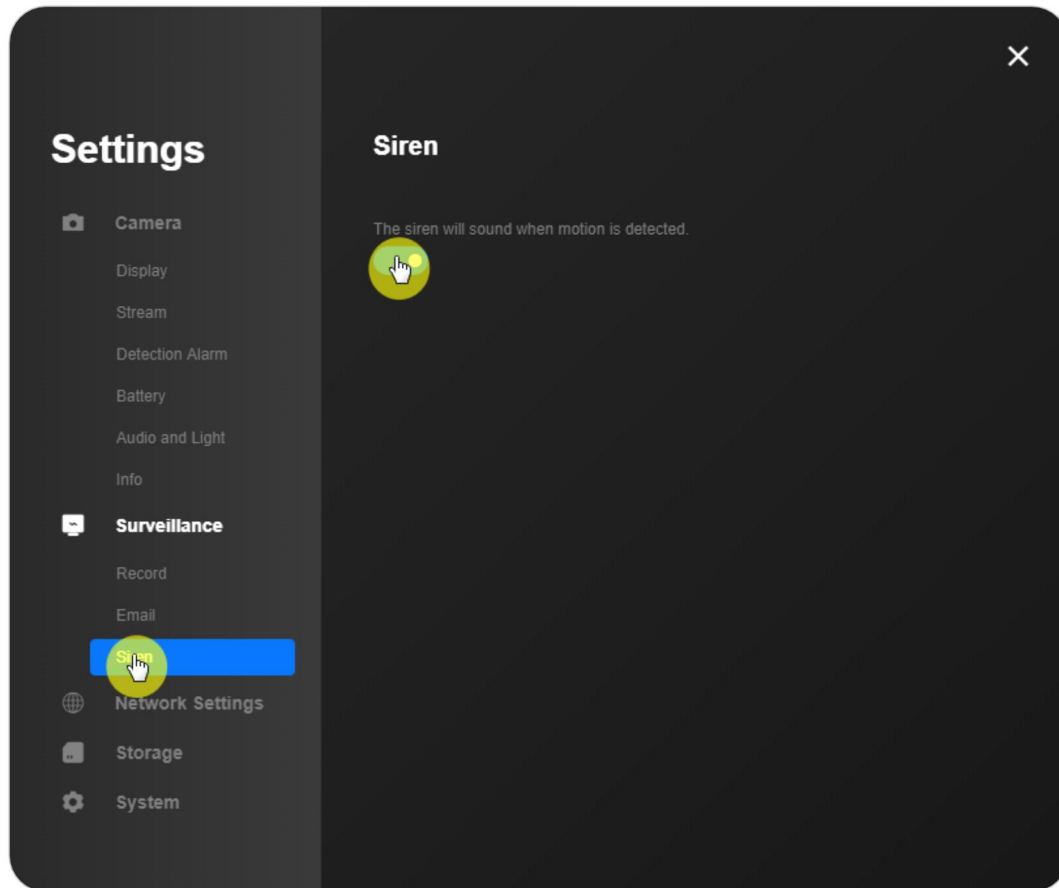 Settings
Camera
Display
Stream
Detection Alarm
Battery
Audio and Light
Info
Surveillance
Record
Email
Siren
Network Settings
Storage
System
Siren
The siren will sound when motion is detected.